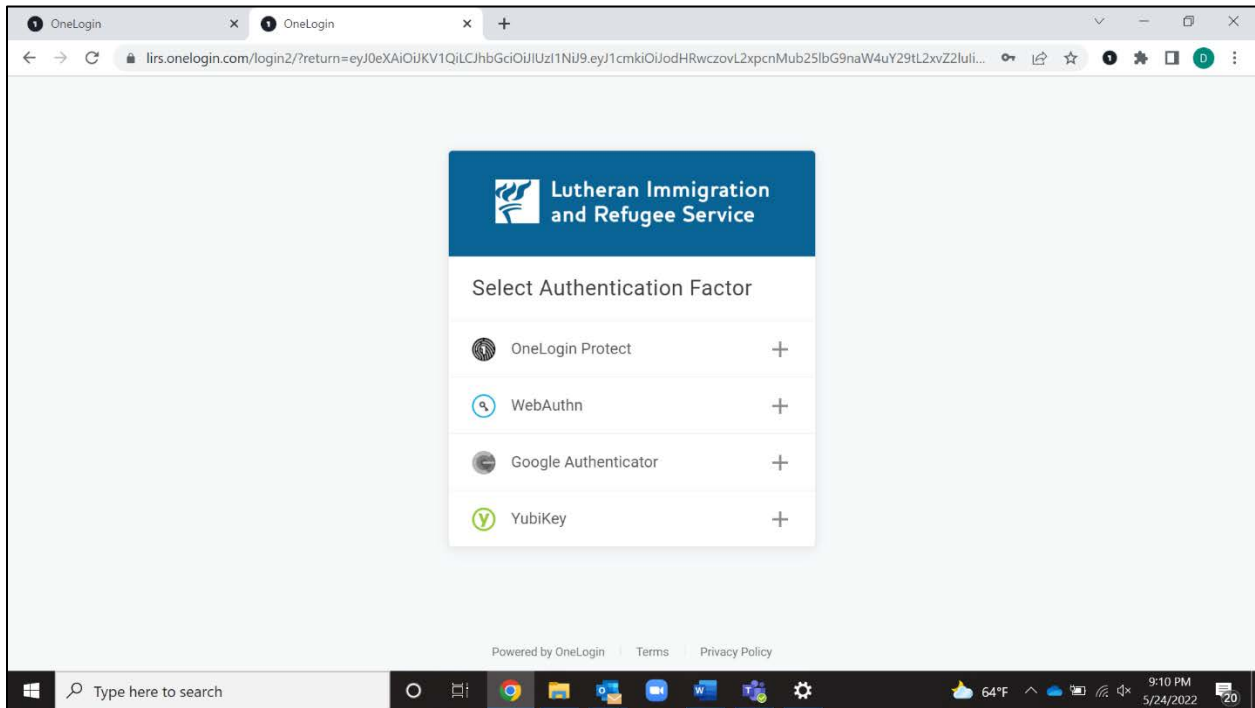 OneLogin
OneLogin
lirs.onelogin.com/login2/?return=eyJ0eXAiOiJKV1QiLCJhbGciOiJIUzI1NiJ9.eyJ1cmkiOiJodHRwczovL2xpcnMub25lbG9naW4uY29tL2xvZ2luIi...
D
Lutheran Immigration
and Refugee Service
Select Authentication Factor
OneLogin Protect
WebAuthn
Google Authenticator
YubiKey
Powered by OneLogin Terms Privacy Policy
Type here to search
64°F
9:10 PM
5/24/2022
20